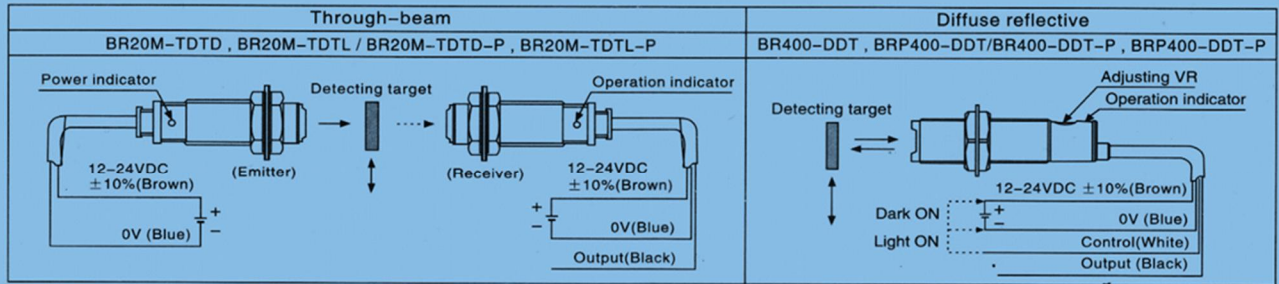 Through-beam
BR20M-TDTD , BR20M-TDTL / BR20M-TDTD-P , BR20M-TDTL-P
Power indicator
Detecting target
Operation indicator
(Emitter)
(Receiver)
12-24VDC
±10%(Brown)
0V (Blue)
+
-
12-24VDC
±10%(Brown)
+
-
0V(Blue)
Output(Black)
Diffuse reflective
BR400-DDT , BRP400-DDT/BR400-DDT-P , BRP400-DDT-P
Adjusting VR
Operation indicator
Detecting target
12-24VDC ±10%(Brown)
Dark ON
+
-
0V (Blue)
Light ON
Control(White)
Output (Black)